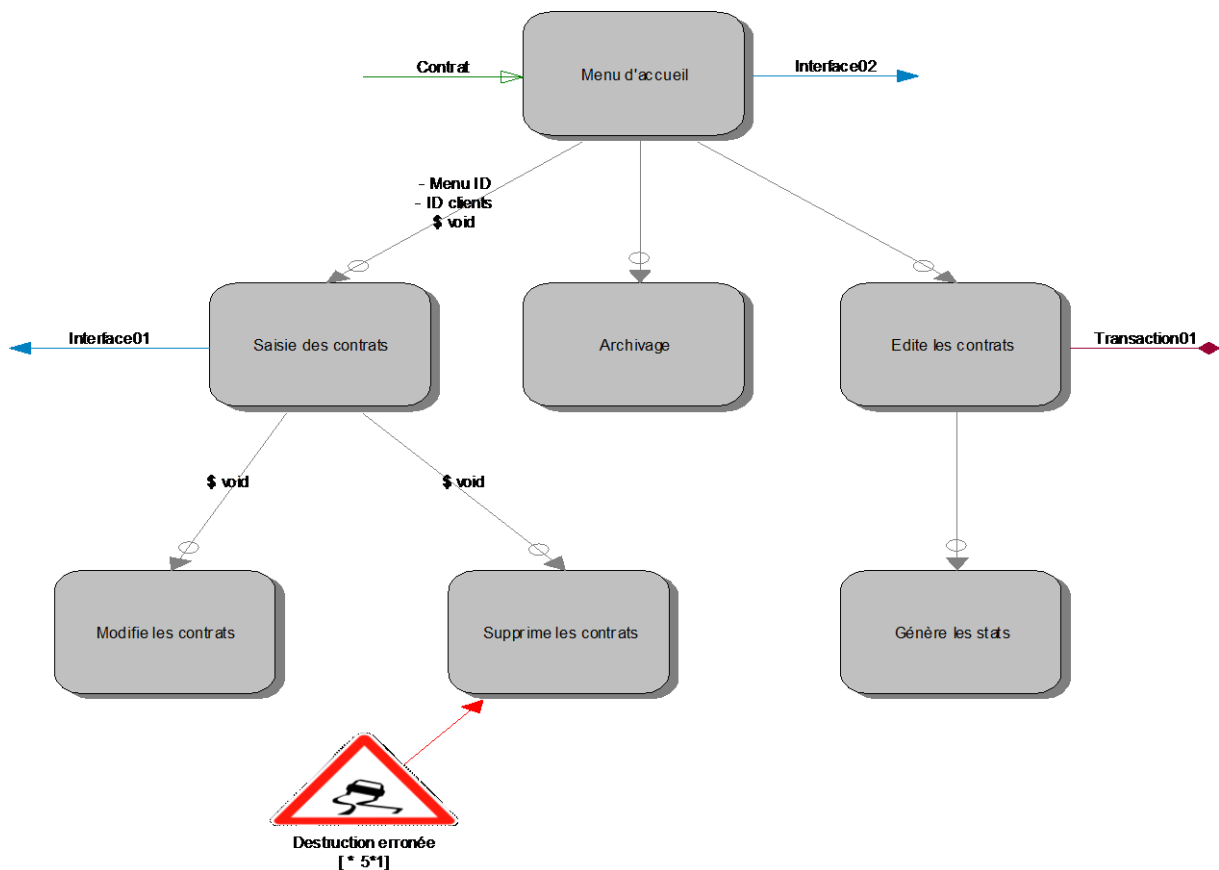 Contrat
Menu d'accueil
Interface02
- Menu ID
- ID clients
$ void
Interface01
Saisie des contrats
Archivage
Edite les contrats
Transaction01
$ void
$ void
Modifie les contrats
Supprime les contrats
Génère les stats
Destruction erronée
[ * 5*1]